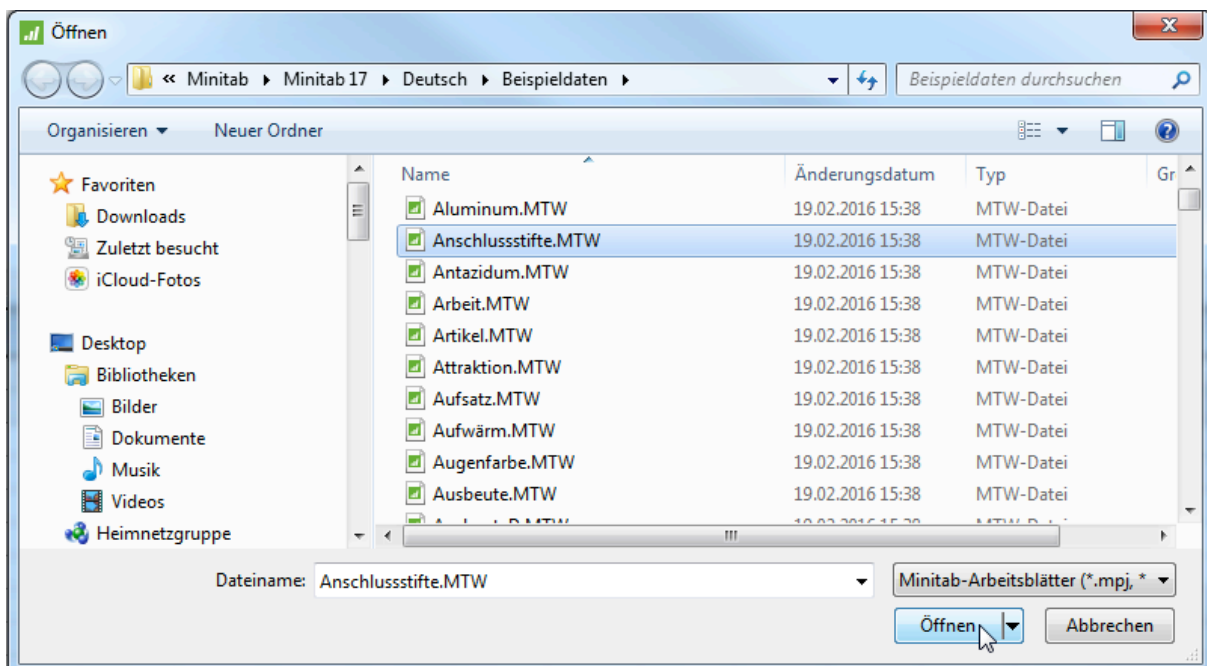 Öffnen
« Minitab ▸ Minitab 17 ▸ Deutsch ▸ Beispieldaten ▸
Beispieldaten durchsuchen
Organisieren Neuer Ordner
Favoriten
Downloads
Zuletzt besucht
iCloud-Fotos
Desktop
Bibliotheken
Bilder
Dokumente
Musik
Videos
Heimnetzgruppe
Name Änderungsdatum Typ Gr
Aluminum.MTW 19.02.2016 15:38 MTW-Datei
Anschlussstifte.MTW 19.02.2016 15:38 MTW-Datei
Antazidum.MTW 19.02.2016 15:38 MTW-Datei
Arbeit.MTW 19.02.2016 15:38 MTW-Datei
Artikel.MTW 19.02.2016 15:38 MTW-Datei
Attraktion.MTW 19.02.2016 15:38 MTW-Datei
Aufsatz.MTW 19.02.2016 15:38 MTW-Datei
Aufwärm.MTW 19.02.2016 15:38 MTW-Datei
Augenfarbe.MTW 19.02.2016 15:38 MTW-Datei
Ausbeute.MTW 19.02.2016 15:38 MTW-Datei
Dateiname: Anschlussstifte.MTW
Minitab-Arbeitsblätter (*.mpj, *
Öffnen Abbrechen